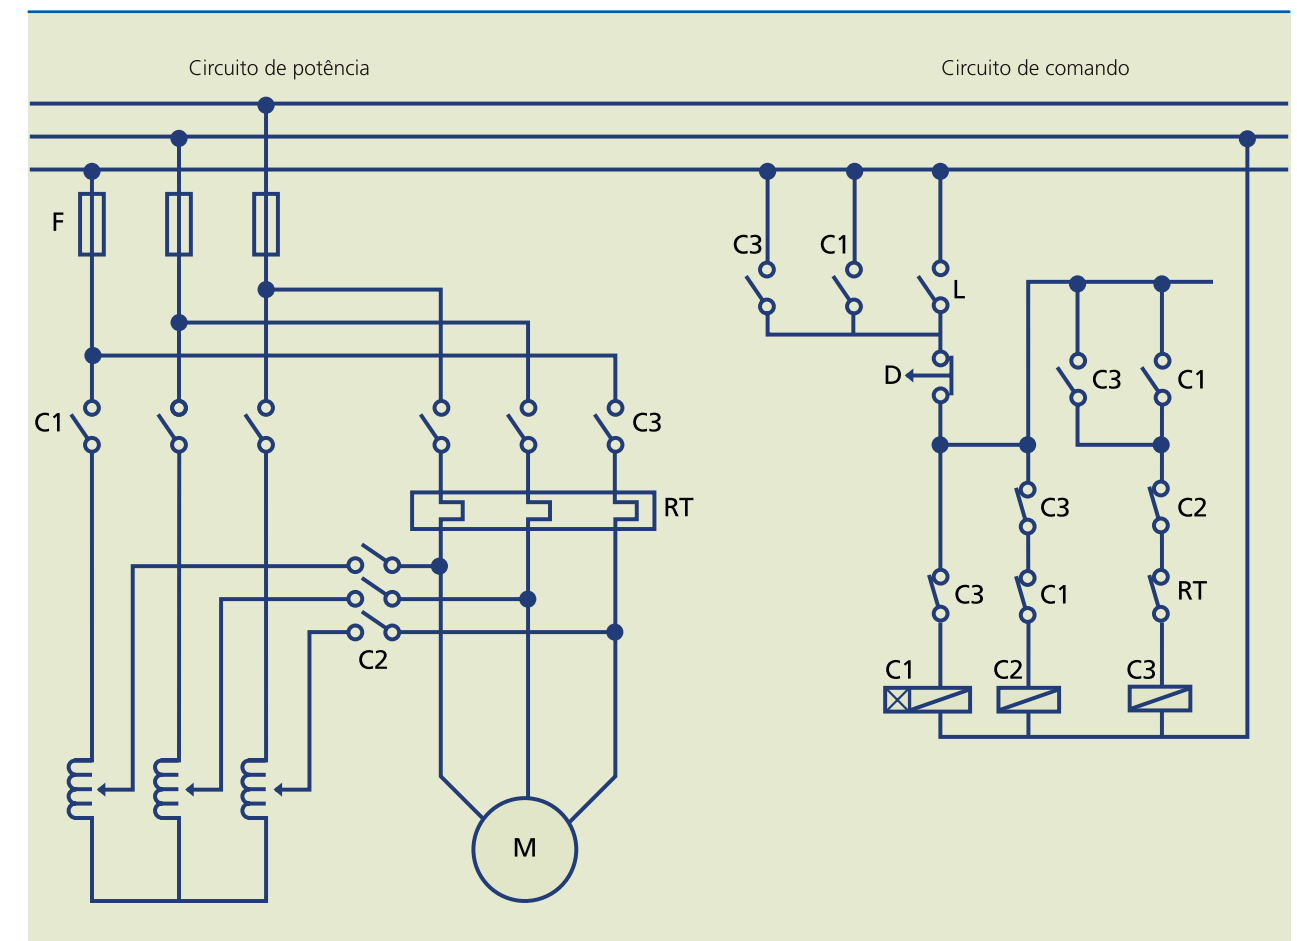 Circuito de potência
Circuito de comando
F
C3
C1
L
D
C3
C1
C1
C3
RT
C3
C2
C3
C1
RT
C2
C1
C2
C3
M